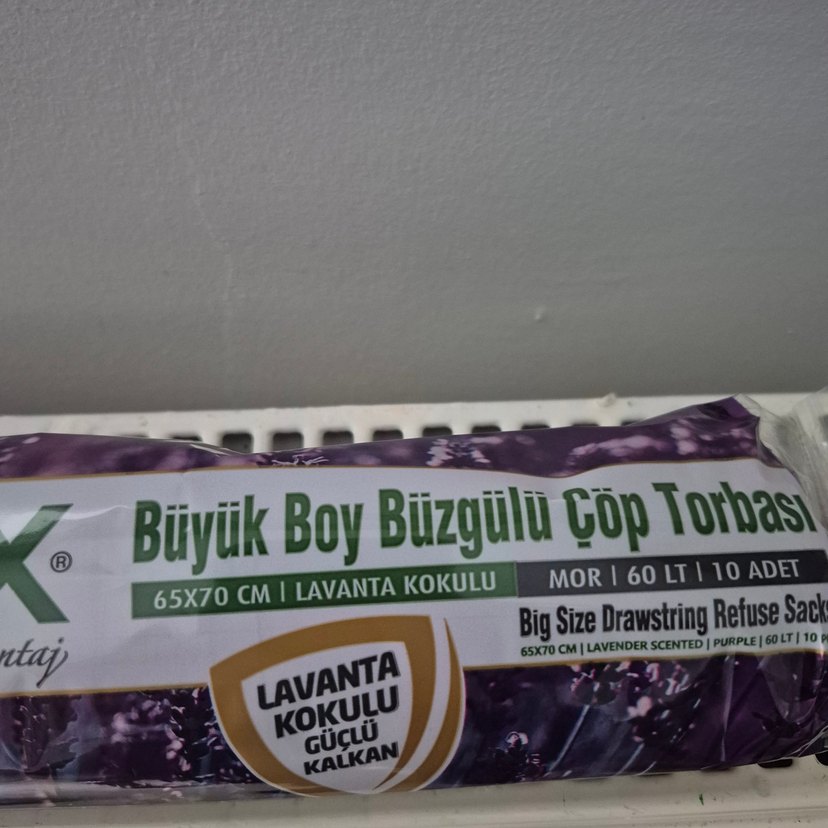 X®
Büyük Boy Büzgülü Çöp Torbası
65X70 CM | LAVANTA KOKULU
MOR | 60 LT | 10 ADET
Big Size Drawstring Refuse Sacks
65X70 CM | LAVENDER SCENTED | PURPLE | 60 LT | 10
LAVANTA
KOKULU
GÜÇLÜ
KALKAN